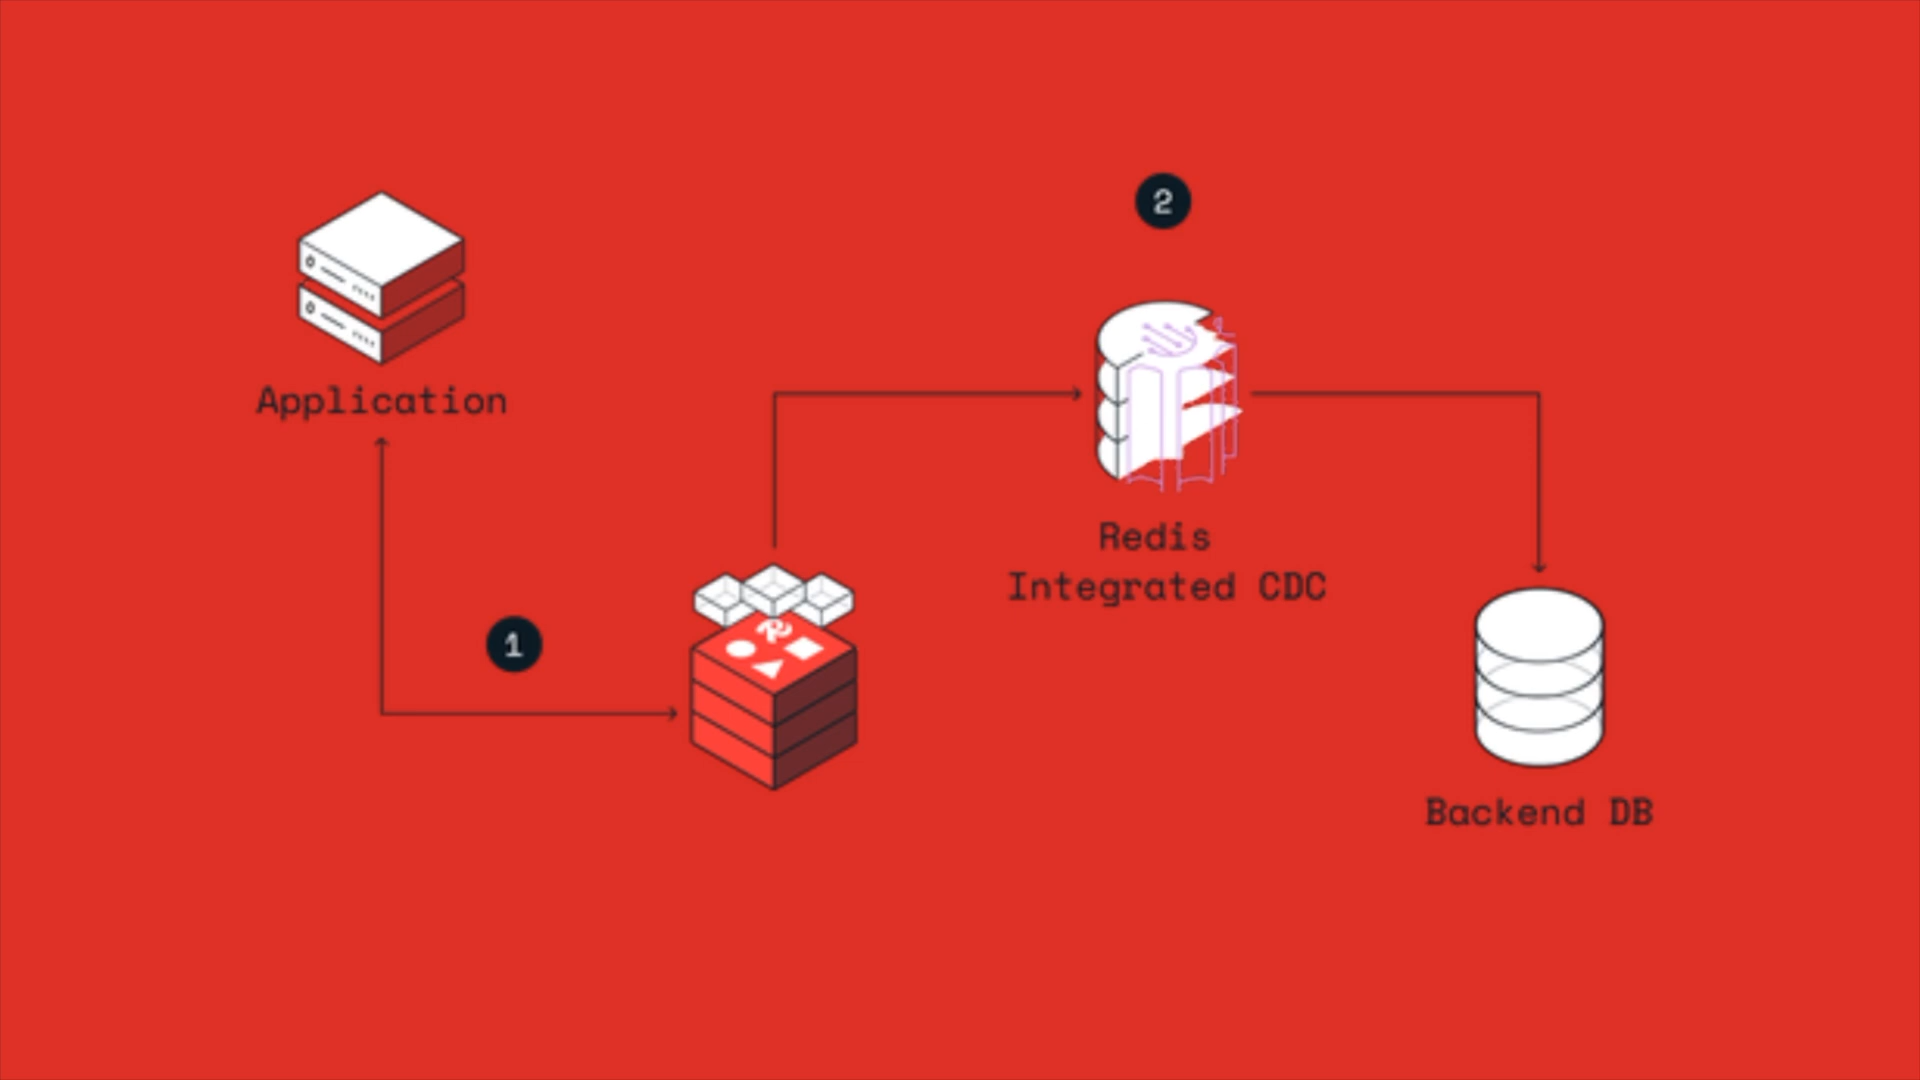 Application
1
2
Redis
Integrated CDC
Backend DB